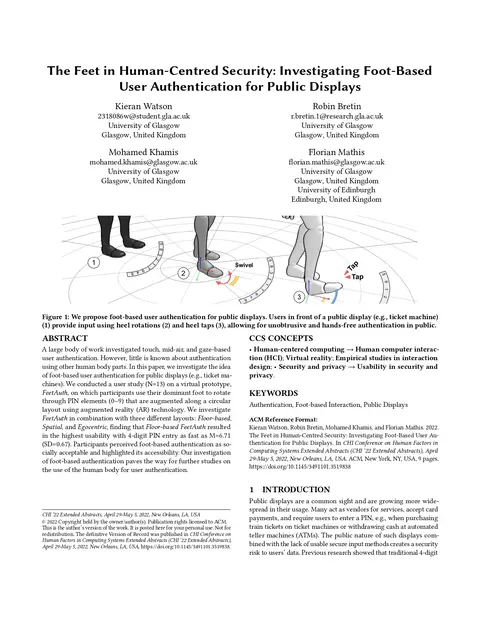 The Feet in Human-Centred Security: Investigating Foot-Based
User Authentication for Public Displays
Kieran Watson
2318086w@student.gla.ac.uk
University of Glasgow
Glasgow, United Kingdom
Robin Bretin
r.bretin.1@research.gla.ac.uk
University of Glasgow
Glasgow, United Kingdom
Mohamed Khamis
mohamed.khamis@glasgow.ac.uk
University of Glasgow
Glasgow, United Kingdom
Florian Mathis
florian.mathis@glasgow.ac.uk
University of Glasgow
Glasgow, United Kingdom
University of Edinburgh
Edinburgh, United Kingdom
1
2
Swivel
3
Tap
Tap
Figure 1: We propose foot-based user authentication for public displays. Users in front of a public display (e.g., ticket machine)
(1) provide input using heel rotations (2) and heel taps (3), allowing for unobtrusive and hands-free authentication in public.
ABSTRACT
A large body of work investigated touch, mid-air and gaze-based
user authentication. However, little is known about authentication
using other human body parts. In this paper, we investigate the idea
of foot-based user authentication for public displays (e.g., ticket ma-
chines). We conducted a user study (N=13) on a virtual prototype,
FeetAuth, on which participants use their dominant foot to rotate
through PIN elements (0–9) that are augmented along a circular
layout using augmented reality (AR) technology. We investigate
FeetAuth in combination with three different layouts: Floor-based,
Spatial, and Egocentric, finding that Floor-based FeetAuth resulted
in the highest usability with 4-digit PIN entry as fast as M=6.71
(SD=0.67). Participants perceived foot-based authentication as so-
cially acceptable and highlighted its accessibility. Our investigation
of foot-based authentication paves the way for further studies on
the use of the human body for user authentication.
CHI '22 Extended Abstracts, April 29-May 5, 2022, New Orleans, LA, USA
© 2022 Copyright held by the owner/author(s). Publication rights licensed to ACM.
This is the author's version of the work. It is posted here for your personal use. Not for
redistribution. The definitive Version of Record was published in CHI Conference on
Human Factors in Computing Systems Extended Abstracts (CHI '22 Extended Abstracts),
April 29-May 5, 2022, New Orleans, LA, USA, https://doi.org/10.1145/3491101.3519838.
CCS CONCEPTS
• Human-centered computing → Human computer interac-
tion (HCI); Virtual reality; Empirical studies in interaction
design; • Security and privacy → Usability in security and
privacy.
KEYWORDS
Authentication, Foot-based Interaction, Public Displays
ACM Reference Format:
Kieran Watson, Robin Bretin, Mohamed Khamis, and Florian Mathis. 2022.
The Feet in Human-Centred Security: Investigating Foot-Based User Au-
thentication for Public Displays. In CHI Conference on Human Factors in
Computing Systems Extended Abstracts (CHI '22 Extended Abstracts), April
29-May 5, 2022, New Orleans, LA, USA. ACM, New York, NY, USA, 9 pages.
https://doi.org/10.1145/3491101.3519838
1 INTRODUCTION
Public displays are a common sight and are growing more wide-
spread in their usage. Many act as vendors for services, accept card
payments, and require users to enter a PIN, e.g., when purchasing
train tickets on ticket machines or withdrawing cash at automated
teller machines (ATMs). The public nature of such displays com-
bined with the lack of usable secure input methods creates a security
risk to users' data. Previous research showed that traditional 4-digit